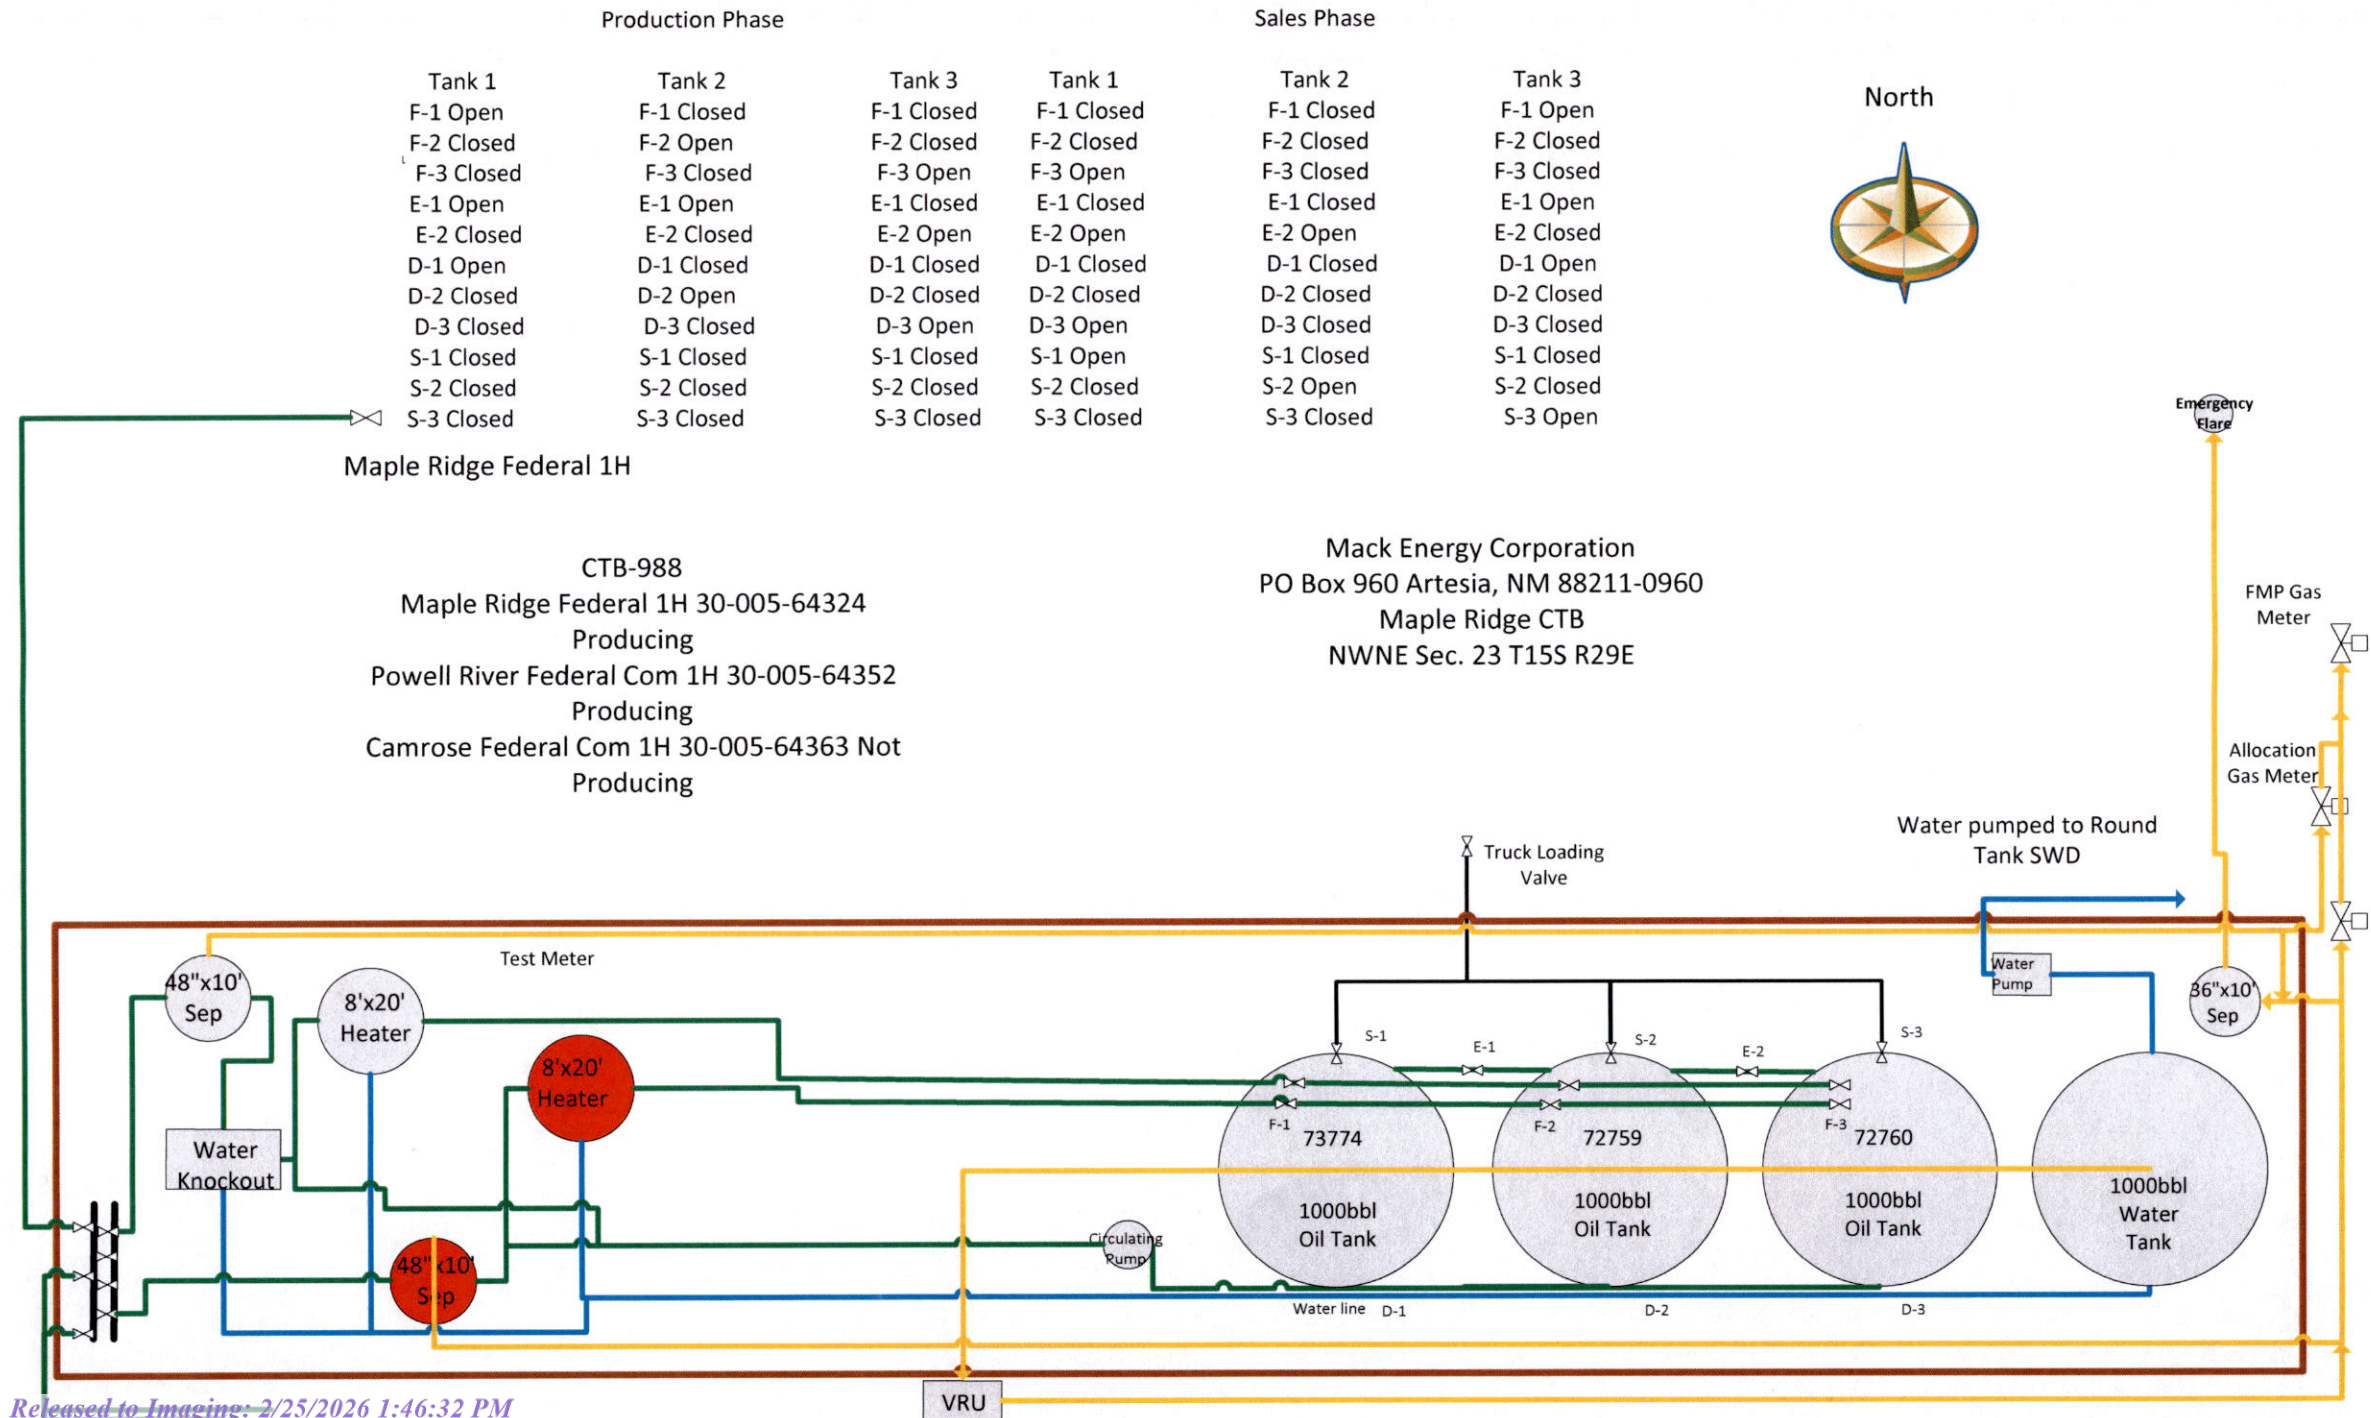 Production Phase
Sales Phase
Tank 1 Tank 2 Tank 3 Tank 1 Tank 2 Tank 3
F-1 Open F-1 Closed F-1 Closed F-1 Closed F-1 Closed F-1 Open
F-2 Closed F-2 Open F-2 Closed F-2 Closed F-2 Closed F-2 Closed
F-3 Closed F-3 Closed F-3 Open F-3 Open F-3 Closed F-3 Closed
E-1 Open E-1 Open E-1 Closed E-1 Closed E-1 Closed E-1 Open
E-2 Closed E-2 Closed E-2 Open E-2 Open E-2 Open E-2 Closed
D-1 Open D-1 Closed D-1 Closed D-1 Closed D-1 Closed D-1 Open
D-2 Closed D-2 Open D-2 Closed D-2 Closed D-2 Closed D-2 Closed
D-3 Closed D-3 Closed D-3 Open D-3 Open D-3 Closed D-3 Closed
S-1 Closed S-1 Closed S-1 Closed S-1 Open S-1 Closed S-1 Closed
S-2 Closed S-2 Closed S-2 Closed S-2 Closed S-2 Open S-2 Closed
S-3 Closed S-3 Closed S-3 Closed S-3 Closed S-3 Closed S-3 Open
North
Emergency
Flare
Maple Ridge Federal 1H
CTB-988
Maple Ridge Federal 1H 30-005-64324
Producing
Powell River Federal Com 1H 30-005-64352
Producing
Camrose Federal Com 1H 30-005-64363 Not
Producing
Mack Energy Corporation
PO Box 960 Artesia, NM 88211-0960
Maple Ridge CTB
NWNE Sec. 23 T15S R29E
FMP Gas
Meter
Allocation
Gas Meter
Water pumped to Round
Tank SWD
Truck Loading
Valve
Test Meter
48"x10'
Sep
8'x20'
Heater
8'x20'
Heater
Water
Knockout
48"x10'
Sep
Circulating
Pump
Water
Pump
36"x10'
Sep
S-1
E-1
S-2
E-2
S-3
F-1
F-2
F-3
73774
1000bbl
Oil Tank
72759
1000bbl
Oil Tank
72760
1000bbl
Oil Tank
1000bbl
Water
Tank
Water line D-1
D-2
D-3
VRU
Released to Imaging: 2/25/2026 1:46:32 PM